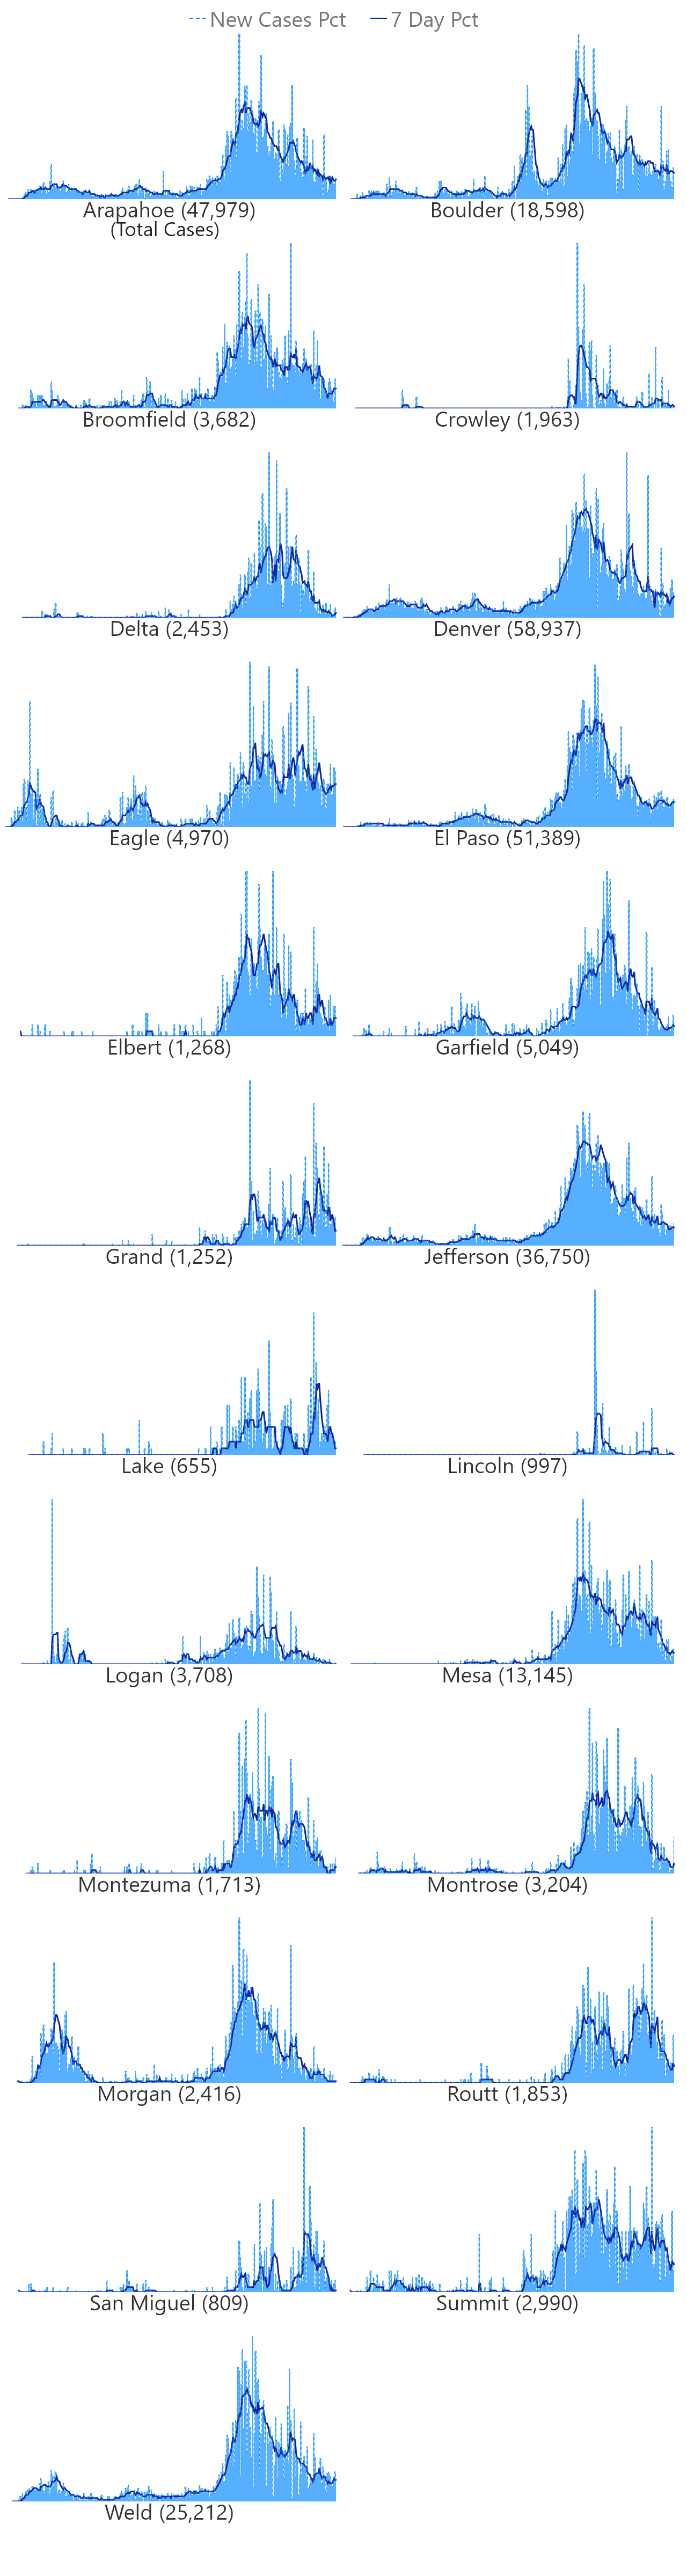 New Cases Pct 7 Day Pct
Arapahoe (47,979) Boulder (18,598)
(Total Cases)
Broomfield (3,682) Crowley (1,963)
Delta (2,453) Denver (58,937)
Eagle (4,970) El Paso (51,389)
Elbert (1,268) Garfield (5,049)
Grand (1,252) Jefferson (36,750)
Lake (655) Lincoln (997)
Logan (3,708) Mesa (13,145)
Montezuma (1,713) Montrose (3,204)
Morgan (2,416) Routt (1,853)
San Miguel (809) Summit (2,990)
Weld (25,212)